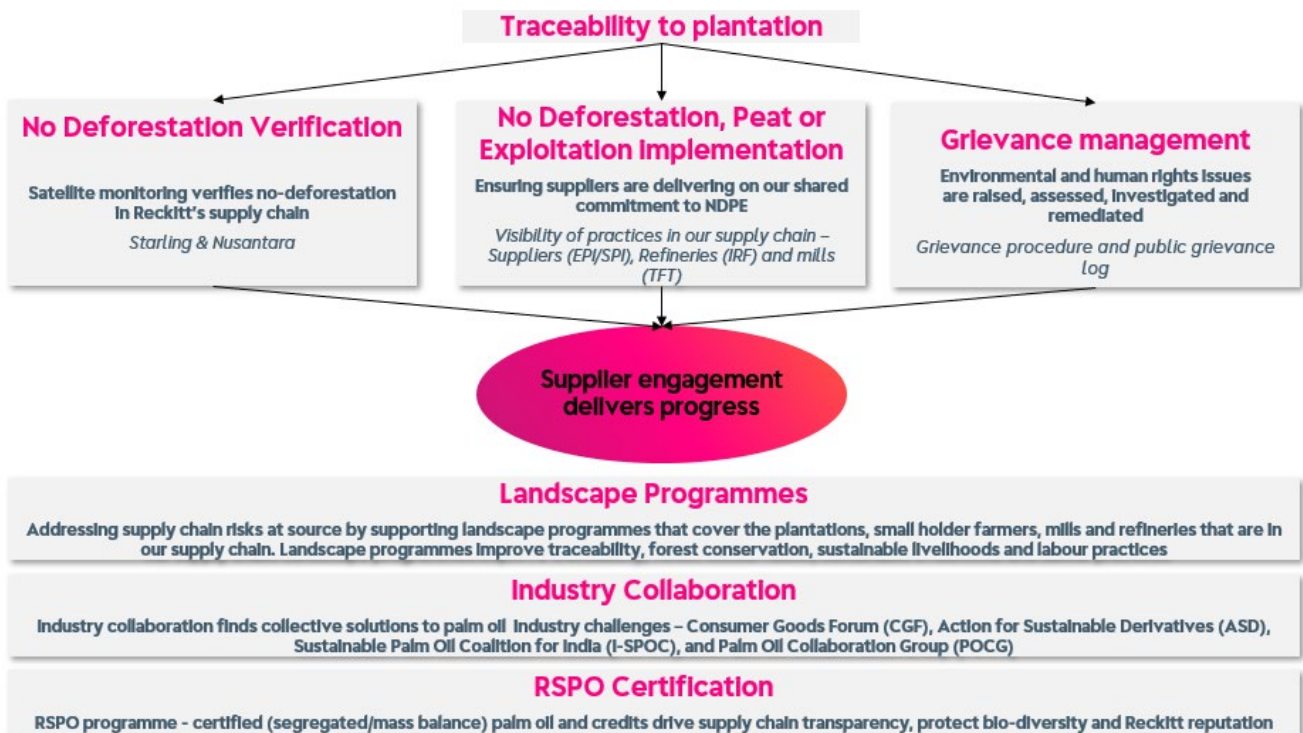 Traceability to plantation
No Deforestation Verification
Satellite monitoring verifies no-deforestation
in Reckitt's supply chain
Starling & Nusantara
No Deforestation, Peat or
Exploitation Implementation
Ensuring suppliers are delivering on our shared
commitment to NDPE
Visibility of practices in our supply chain –
Suppliers (EPI/SPI), Refineries (IRF) and mills
(TFT)
Grievance management
Environmental and human rights issues
are raised, assessed, investigated and
remediated
Grievance procedure and public grievance
log
Supplier engagement
delivers progress
Landscape Programmes
Addressing supply chain risks at source by supporting landscape programmes that cover the plantations, small holder farmers, mills and refineries that are in
our supply chain. Landscape programmes improve traceability, forest conservation, sustainable livelihoods and labour practices
Industry Collaboration
Industry collaboration finds collective solutions to palm oil industry challenges – Consumer Goods Forum (CGF), Action for Sustainable Derivatives (ASD),
Sustainable Palm Oil Coalition for India (I-SPOC), and Palm Oil Collaboration Group (POCG)
RSPO Certification
RSPO programme - certified (segregated/mass balance) palm oil and credits drive supply chain transparency, protect bio-diversity and Reckitt reputation